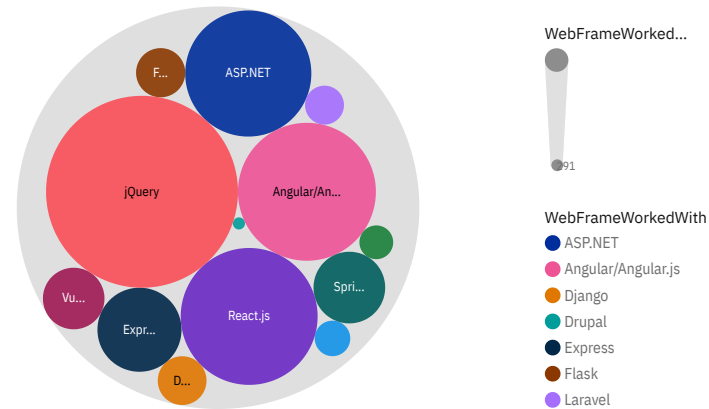 WebFrameWorked...
F...
ASP.NET
jQuery
Angular/An...
291
WebFrameWorkedWith
ASP.NET
Angular/Angular.js
Django
Drupal
Express
Flask
Laravel
Spri...
Vu...
Expr...
React.js
D...